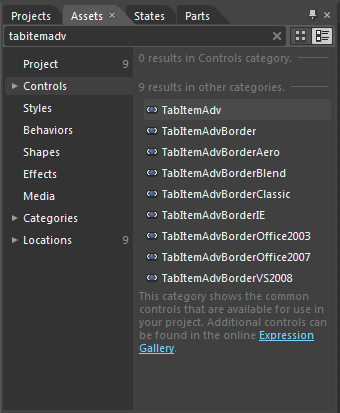 Projects Assets States Parts
tabitemadv
Project 9
Controls
Styles
Behaviors
Shapes
Effects
Media
Categories
Locations 9
0 results in Controls category.
9 results in other categories.
TabItemAdv
TabItemAdvBorder
TabItemAdvBorderAero
TabItemAdvBorderBlend
TabItemAdvBorderClassic
TabItemAdvBorderIE
TabItemAdvBorderOffice2003
TabItemAdvBorderOffice2007
TabItemAdvBorderVS2008
This category shows the common
controls that are available for use in
your project. Additional controls can
be found in the online Expression
Gallery.